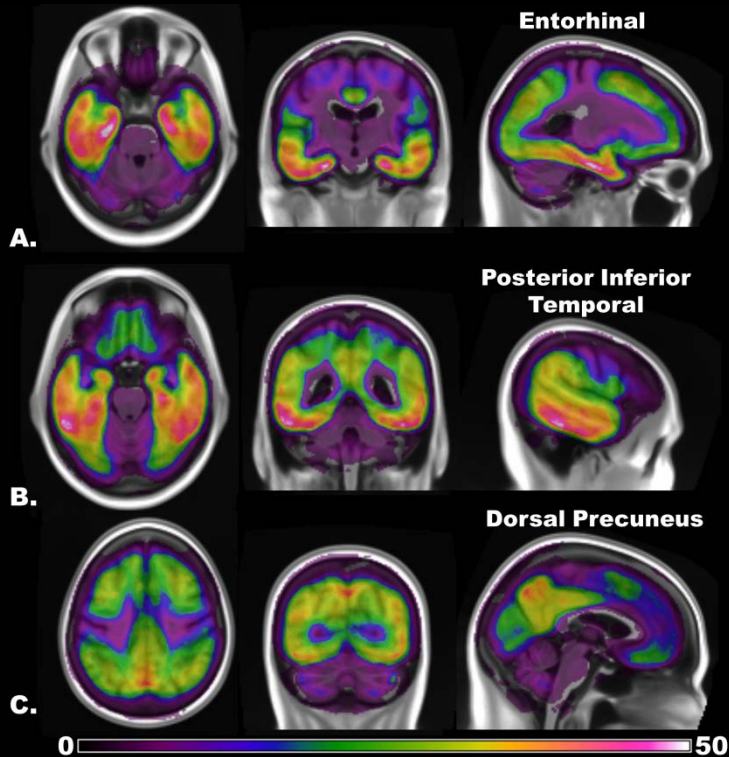 Entorhinal
A.
Posterior Inferior
Temporal
B.
Dorsal Precuneus
C.
0 50